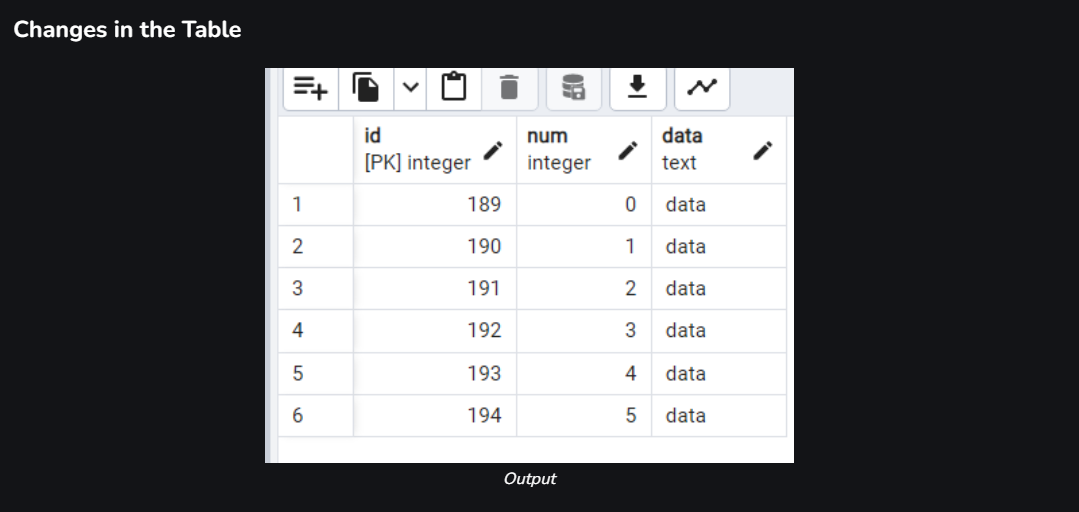 Changes in the Table
id num data
[PK] integer integer text
1 189 0 data
2 190 1 data
3 191 2 data
4 192 3 data
5 193 4 data
6 194 5 data
Output